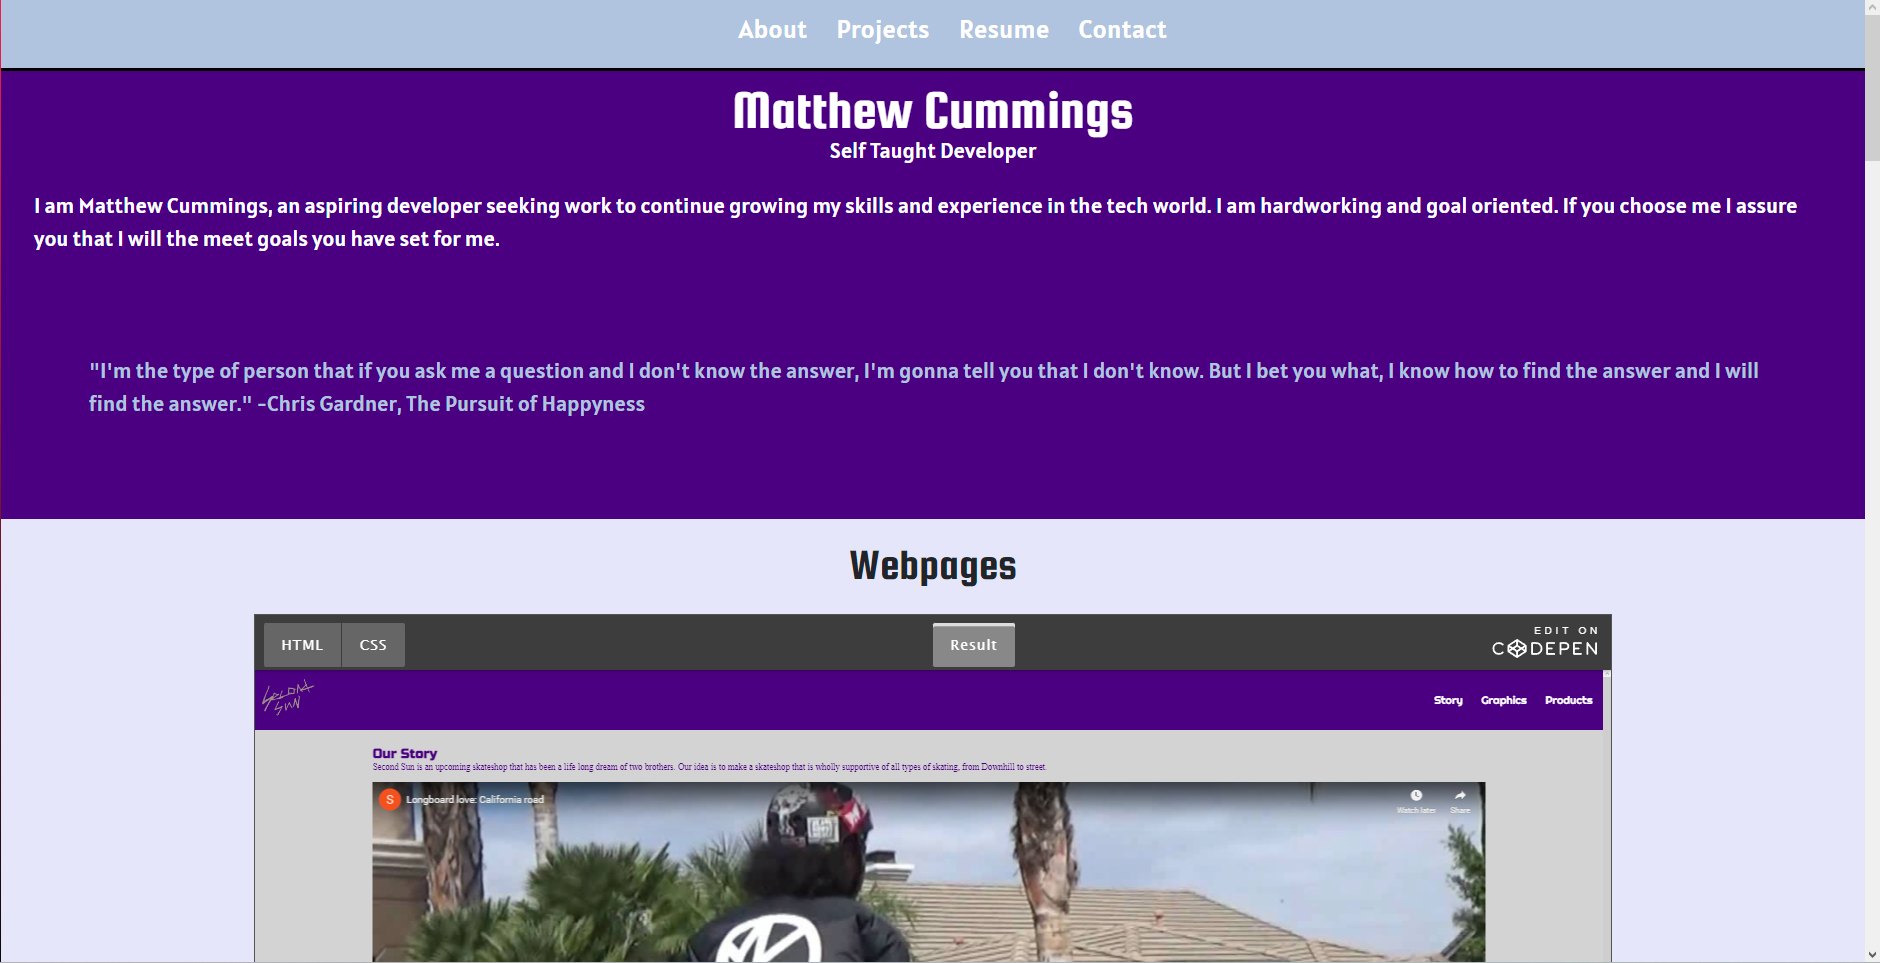 About Projects Resume Contact
Matthew Cummings
Self Taught Developer
I am Matthew Cummings, an aspiring developer seeking work to continue growing my skills and experience in the tech world. I am hardworking and goal oriented. If you choose me I assure
you that I will the meet goals you have set for me.
"I'm the type of person that if you ask me a question and I don't know the answer, I'm gonna tell you that I don't know. But I bet you what, I know how to find the answer and I will
find the answer." -Chris Gardner, The Pursuit of Happyness
Webpages
HTML CSS Result EDIT ON
CODEPEN
SECOND
SUN
Story Graphics Products
Our Story
Second Sun is an upcoming skateshop that has been a life long dream of two brothers. Our idea is to make a skateshop that is wholly supportive of all types of skating, from Downhill to street.
S Longboard love: California road
Watch later Share